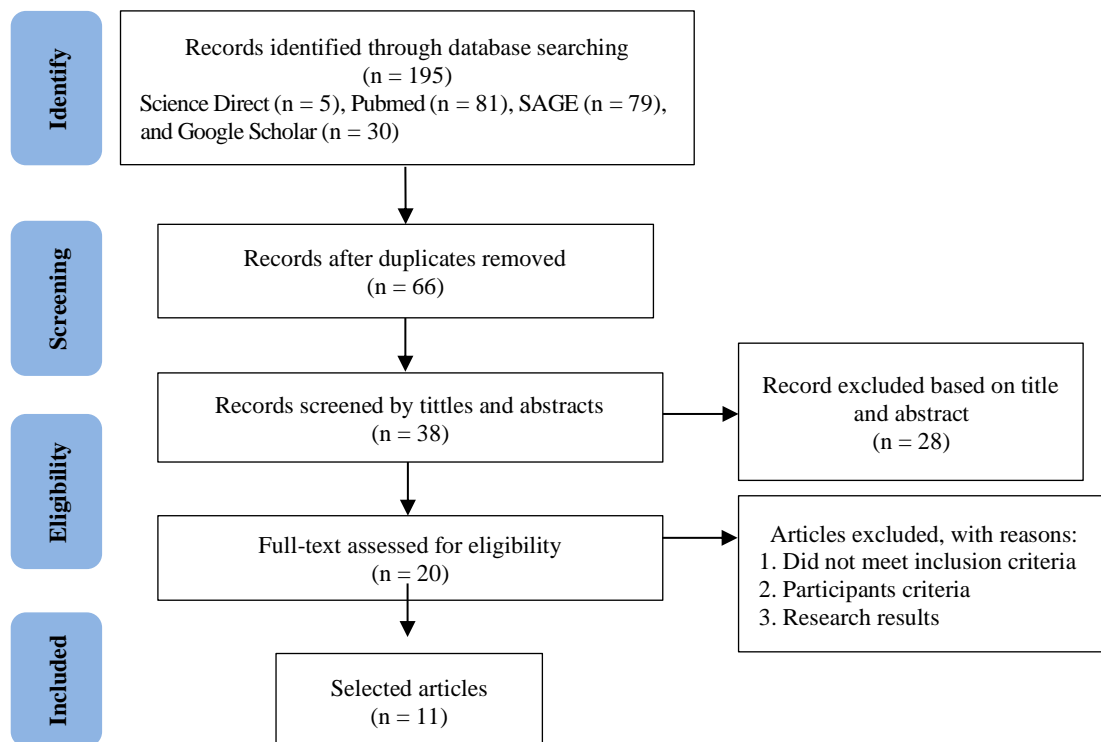 Identify
Records identified through database searching
(n = 195)
Science Direct (n = 5), Pubmed (n = 81), SAGE (n = 79),
and Google Scholar (n = 30)
Screening
Records after duplicates removed
(n = 66)
Records screened by tittles and abstracts
(n = 38)
Record excluded based on title
and abstract
(n = 28)
Eligibility
Full-text assessed for eligibility
(n = 20)
Articles excluded, with reasons:
1. Did not meet inclusion criteria
2. Participants criteria
3. Research results
Included
Selected articles
(n = 11)